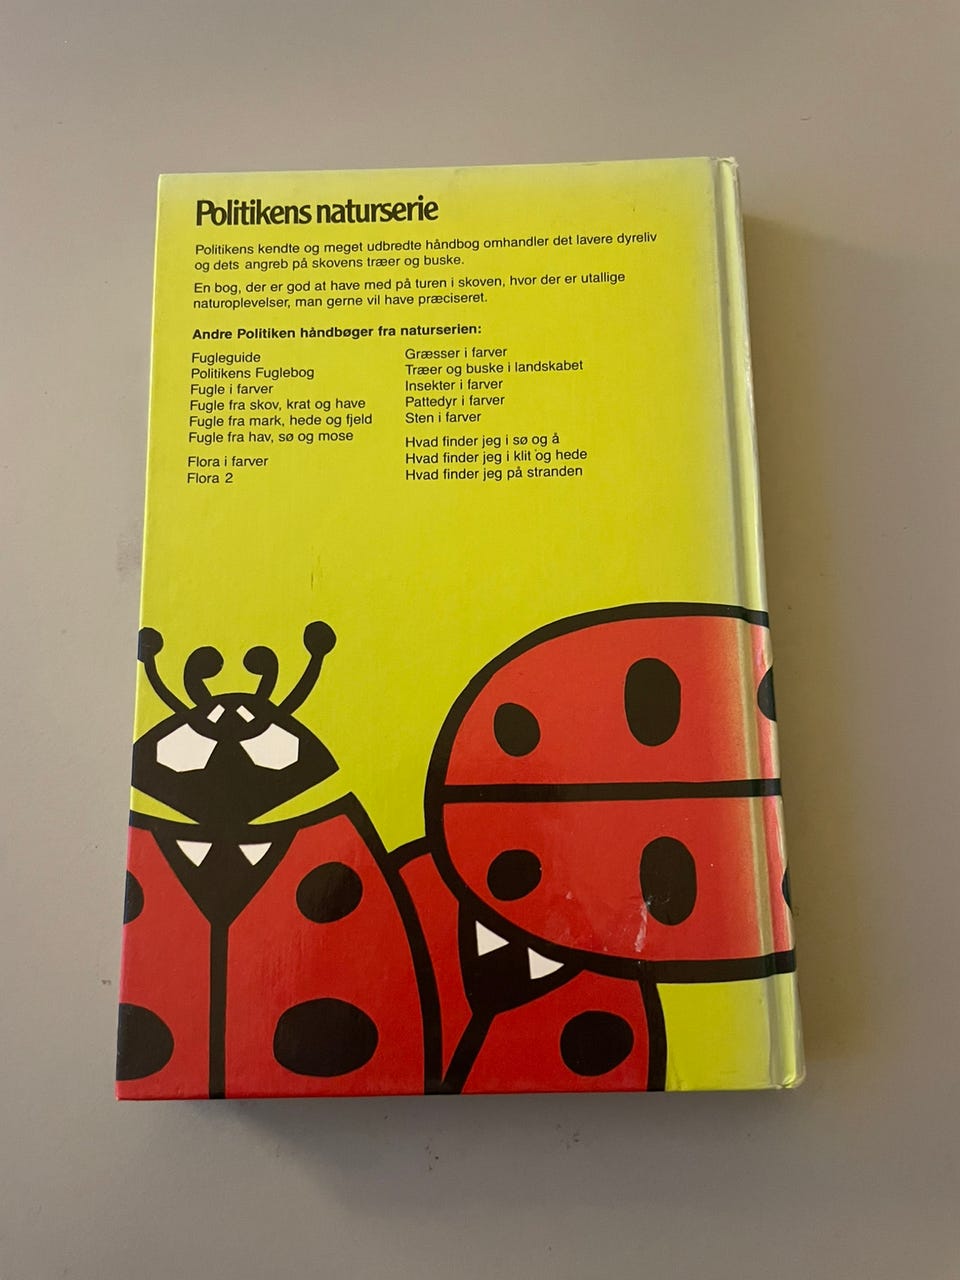 Politikens naturserie
Politikens kendte og meget udbredte håndbog omhandler det lavere dyreliv
og dets angreb på skovens træer og buske.
En bog, der er god at have med på turen i skoven, hvor der er utallige
naturoplevelser, man gerne vil have præciseret.
Andre Politiken håndbøger fra naturserien:
Fugleguide
Politikens Fuglebog
Fugle i farver
Fugle fra skov, krat og have
Fugle fra mark, hede og fjeld
Fugle fra hav, sø og mose
Flora i farver
Flora 2
Græsser i farver
Træer og buske i landskabet
Insekter i farver
Pattedyr i farver
Sten i farver
Hvad finder jeg i sø og å
Hvad finder jeg i klit og hede
Hvad finder jeg på stranden